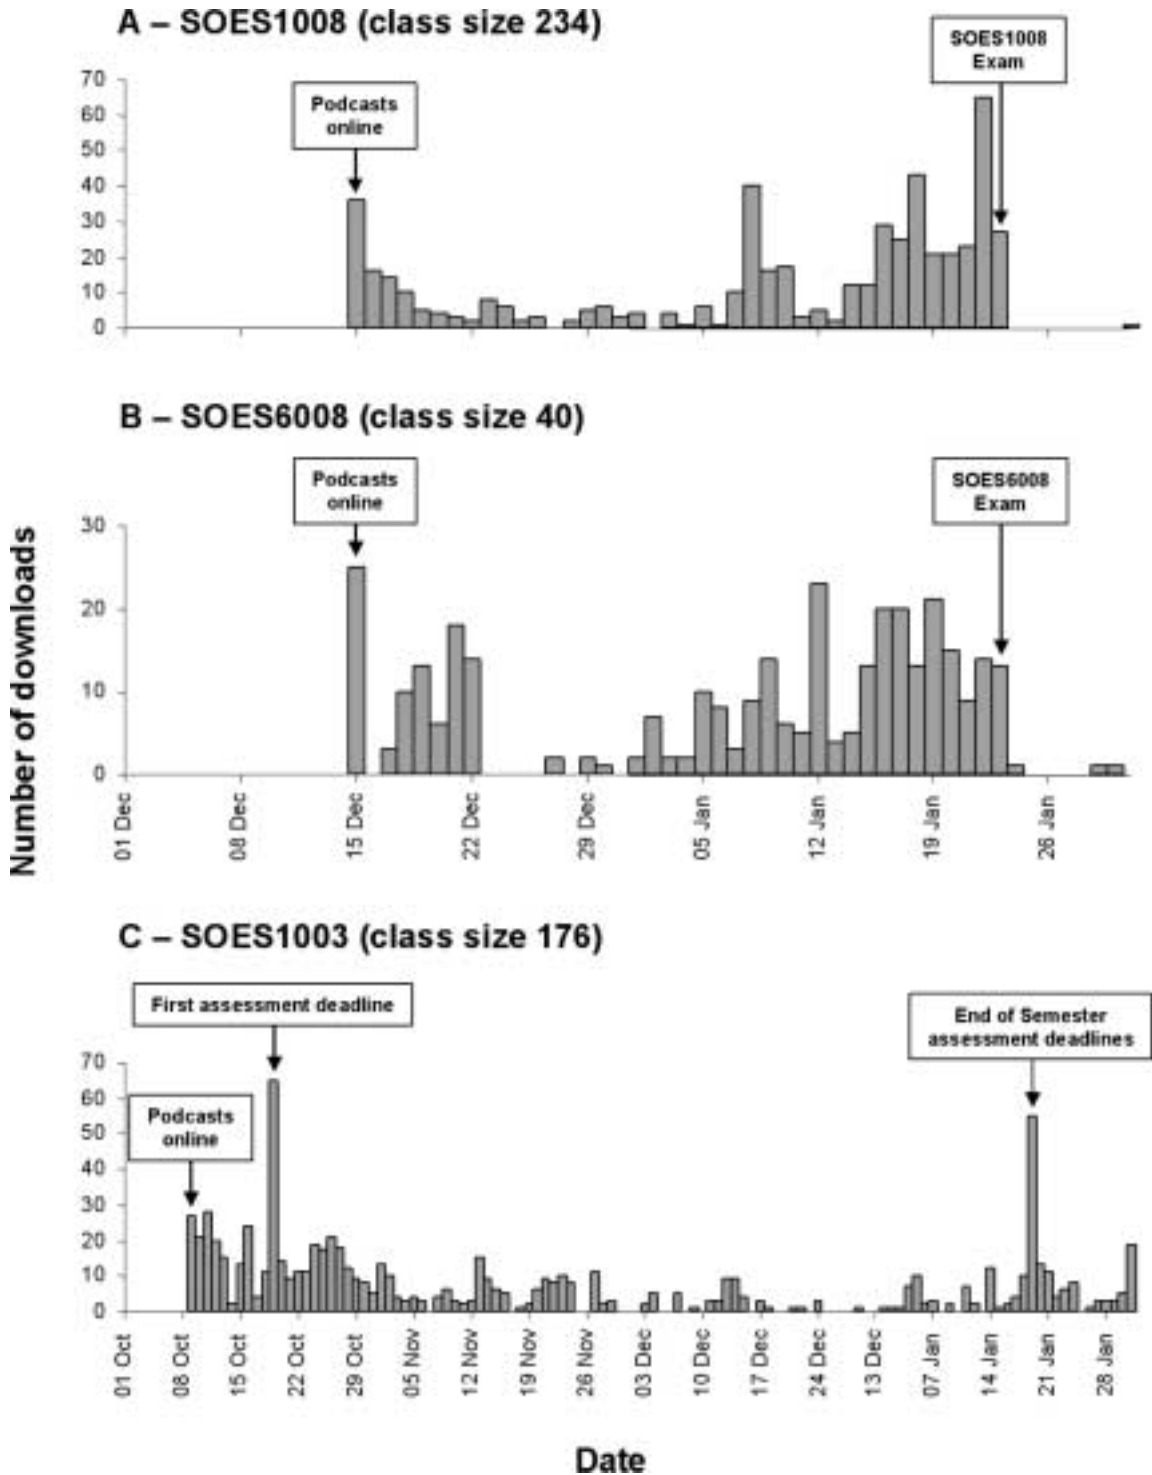 A – SOES1008 (class size 234)
SOES1008
Exam
Podcasts
online
70
60
50
40
30
20
10
0
B – SOES6008 (class size 40)
Podcasts
online
SOES6008
Exam
30
20
10
0
01 Dec
08 Dec
15 Dec
22 Dec
29 Dec
05 Jan
12 Jan
19 Jan
26 Jan
Number of downloads
C – SOES1003 (class size 176)
First assessment deadline
End of Semester
assessment deadlines
Podcasts
online
70
60
50
40
30
20
10
0
01 Oct
08 Oct
15 Oct
22 Oct
29 Oct
05 Nov
12 Nov
19 Nov
26 Nov
03 Dec
10 Dec
17 Dec
24 Dec
13 Dec
07 Jan
14 Jan
21 Jan
28 Jan
Date